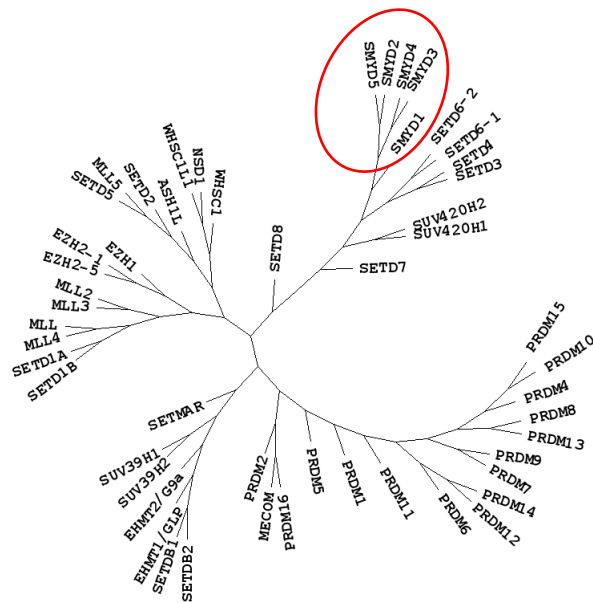 SMYD5
SMYD2
SMYD4
SMYD3
SMYD1
SETD6-2
SETD6-1
SETD4
SETD3
SUV420H2
SUV420H1
SETD7
SETD8
WHSC1
NSD1
WHSC1L1
ASH1L
SETD2
MLL5
SETD5
EZH1
EZH2-1
EZH2-5
MLL2
MLL3
MLL
MLL4
SETD1A
SETD1B
SETMAR
SUV39H1
SUV39H2
EHMT2/G9a
EHMT1/GLP
SETDB1
SETDB2
PRDM2
MECOM
PRDM16
PRDM5
PRDM1
PRDM11
PRDM6
PRDM12
PRDM14
PRDM7
PRDM9
PRDM13
PRDM8
PRDM4
PRDM10
PRDM15